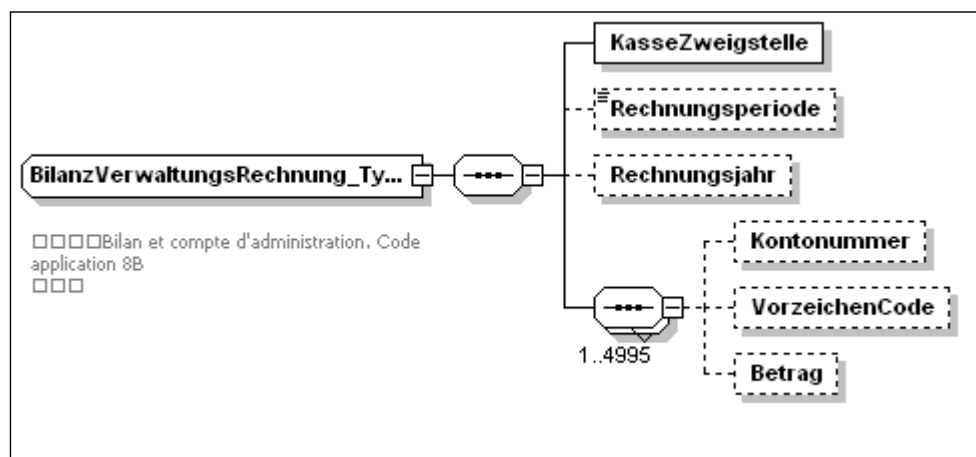 KasseZweigstelle
Rechnungsperiode
BilanzVerwaltungsRechnung_Ty...
Rechnungsjahr
□□□□Bilan et compte d'administration. Code
application 8B
□□□
Kontonummer
VorzeichenCode
1..4995
Betrag